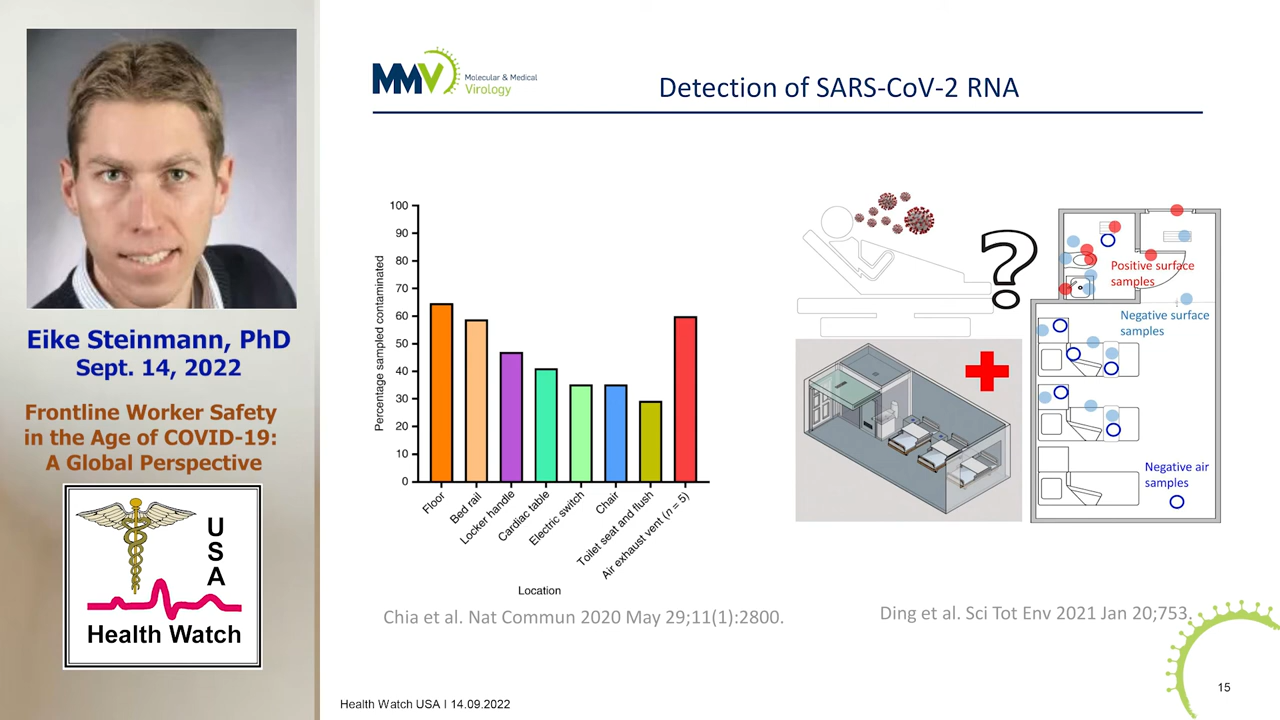 Eike Steinmann, PhD
Sept. 14, 2022
Frontline Worker Safety
in the Age of COVID-19:
A Global Perspective
U
S
A
Health Watch
MMV Molecular & Medical
Virology
Detection of SARS-CoV-2 RNA
Percentage sampled contaminated
100
90
80
70
60
50
40
30
20
10
0
Floor
Bed rail
Locker handle
Cardiac table
Electric switch
Chair
Toilet seat and flush
Air exhaust vent (n = 5)
Location
Chia et al. Nat Commun 2020 May 29;11(1):2800.
?
Positive surface
samples
Negative surface
samples
Negative air
samples
Ding et al. Sci Tot Env 2021 Jan 20;753.
Health Watch USA I 14.09.2022
15